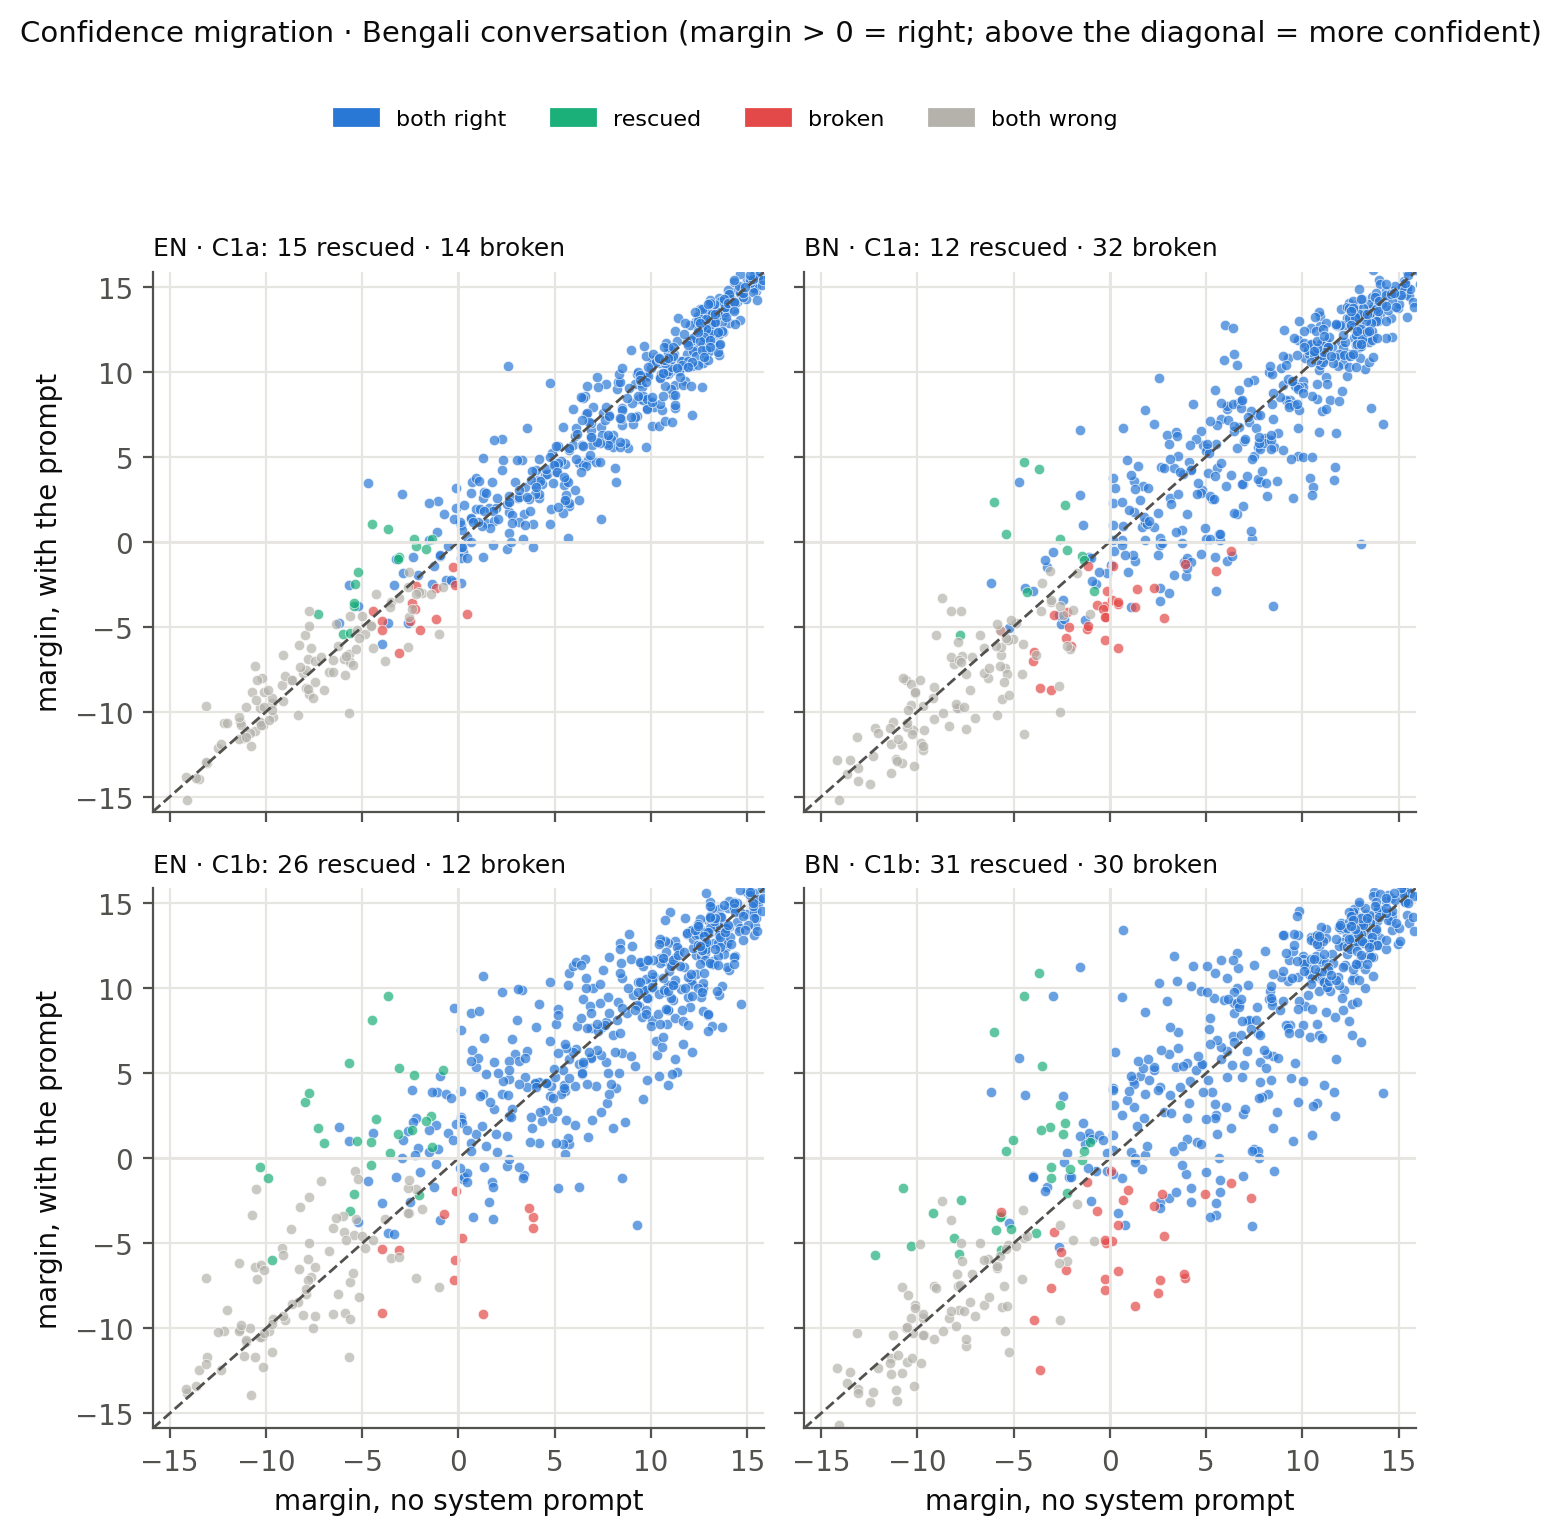 Confidence migration · Bengali conversation (margin > 0 = right; above the diagonal = more confident)
both right rescued broken both wrong
EN · C1a: 15 rescued · 14 broken
BN · C1a: 12 rescued · 32 broken
margin, with the prompt
15
10
5
0
−5
−10
−15
EN · C1b: 26 rescued · 12 broken
BN · C1b: 31 rescued · 30 broken
margin, with the prompt
15
10
5
0
−5
−10
−15
−15 −10 −5 0 5 10 15
−15 −10 −5 0 5 10 15
margin, no system prompt
margin, no system prompt